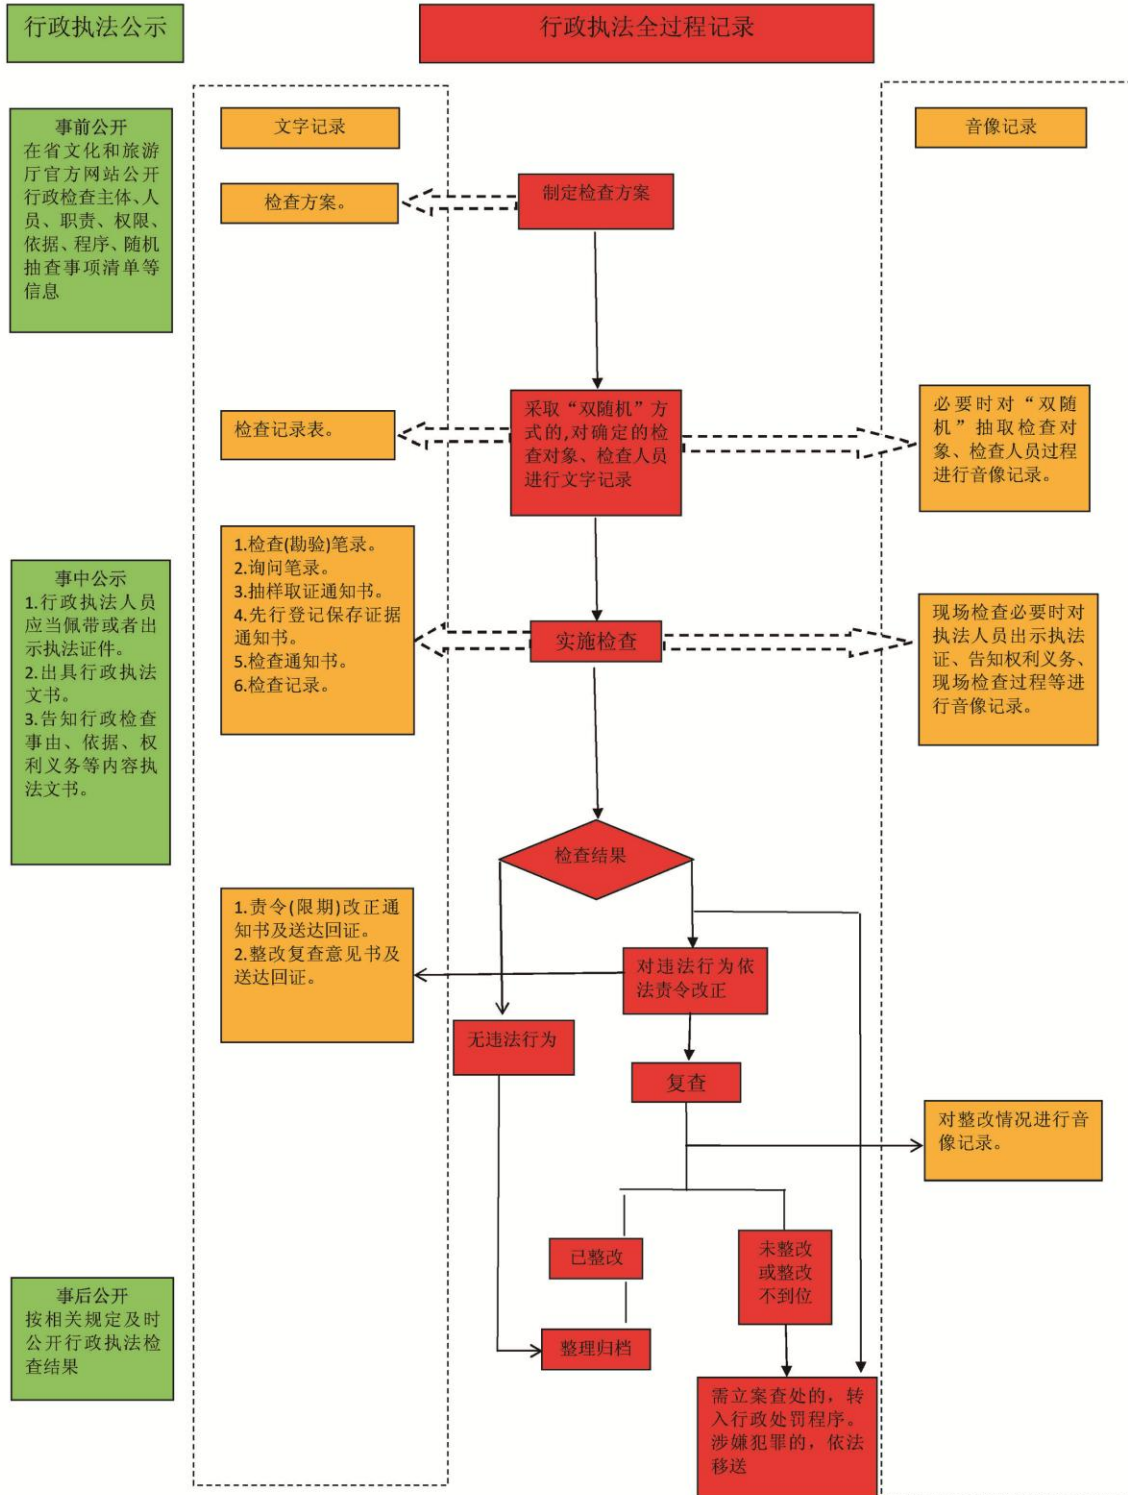 行政执法公示
行政执法全过程记录
事前公开
在省文化和旅游
厅官方网站公开
行政检查主体、人
员、职责、权限、
依据、程序、随机
抽查事项清单等
信息
文字记录
音像记录
检查方案。
制定检查方案
检查记录表。
采取“双随机”方
式的,对确定的检
查对象、检查人员
进行文字记录
必要时对“双随
机”抽取检查对
象、检查人员过程
进行音像记录。
事中公示
1.行政执法人员
应当佩带或者出
示执法证件。
2.出具行政执法
文书。
3.告知行政检查
事由、依据、权
利义务等内容执
法文书。
1.检查(勘验)笔录。
2.询问笔录。
3.抽样取证通知书。
4.先行登记保存证据
通知书。
5.检查通知书。
6.检查记录。
实施检查
现场检查必要时对
执法人员出示执法
证、告知权利义务、
现场检查过程等进
行音像记录。
检查结果
1.责令(限期)改正通
知书及送达回证。
2.整改复查意见书及
送达回证。
对违法行为依
法责令改正
无违法行为
复查
对整改情况进行音
像记录。
已整改
未整改
或整改
不到位
事后公开
按相关规定及时
公开行政执法检
查结果
整理归档
需立案查处的，转
入行政处罚程序。
涉嫌犯罪的，依法
移送